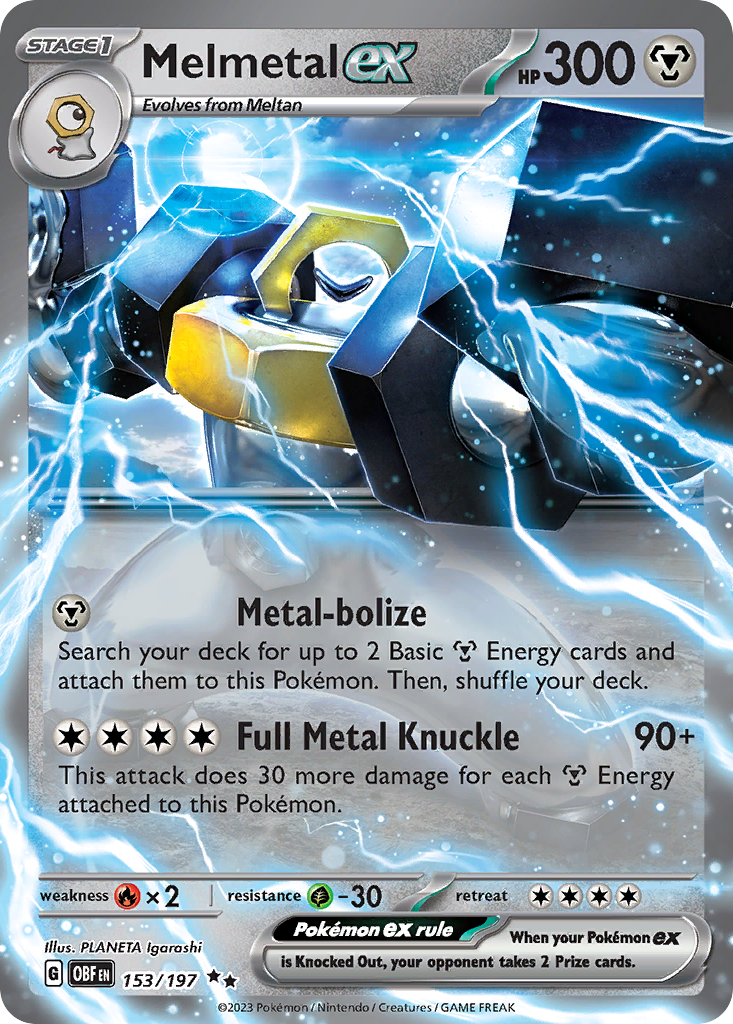 STAGE1
Melmetal ex
HP 300
Evolves from Meltan
Metal-bolize
Search your deck for up to 2 Basic Energy cards and
attach them to this Pokémon. Then, shuffle your deck.
Full Metal Knuckle 90+
This attack does 30 more damage for each Energy
attached to this Pokémon.
weakness ×2 resistance -30 retreat
Illus. PLANETA Igarashi
Pokémon ex rule When your Pokémon ex
is Knocked Out, your opponent takes 2 Prize cards.
G OBF EN 153/197
©2023 Pokémon / Nintendo / Creatures / GAME FREAK